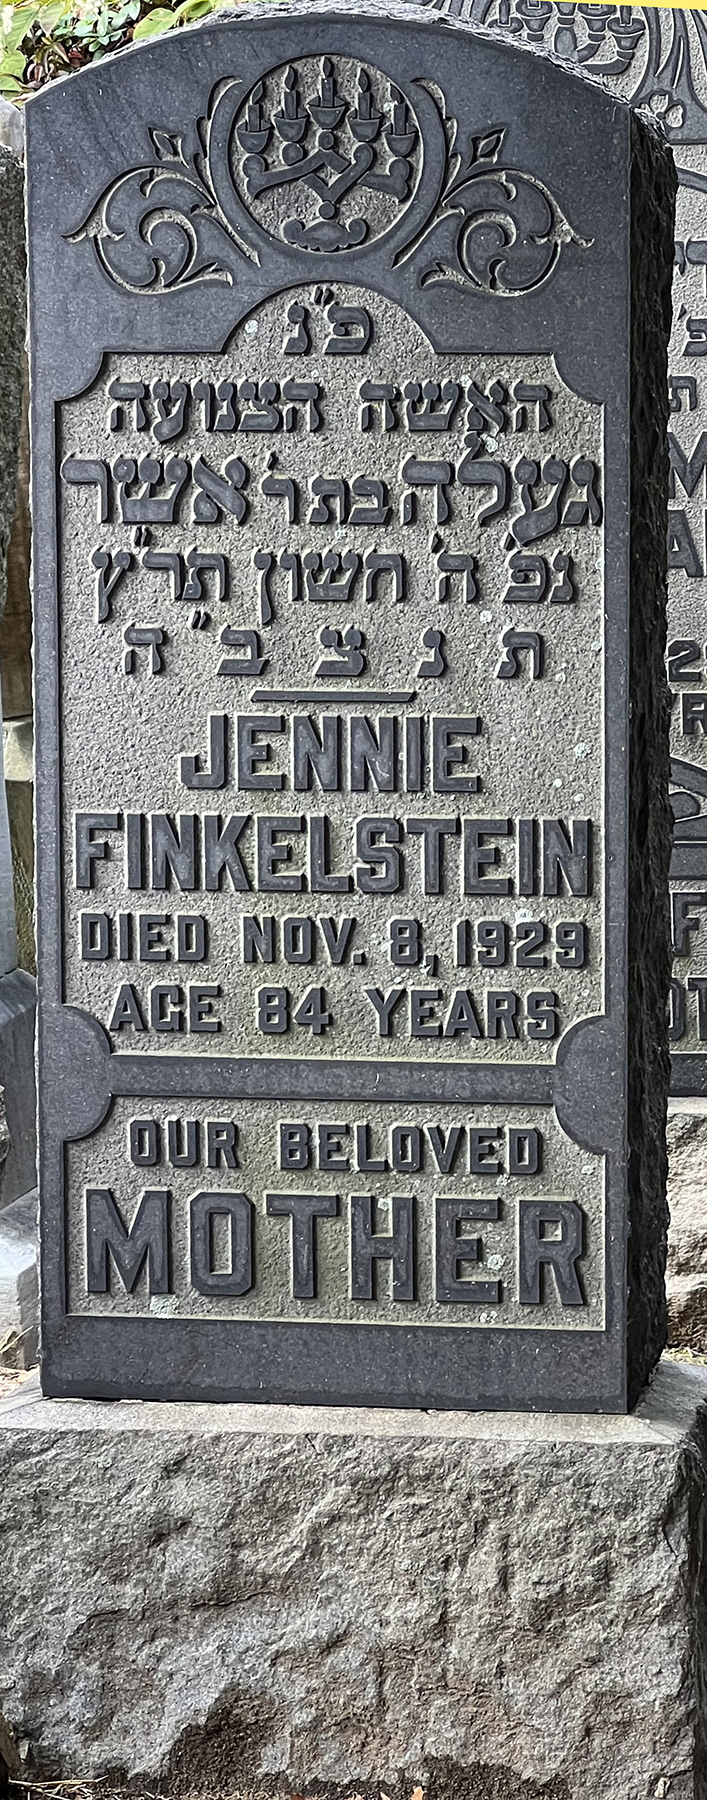 פ"נ
האשה הצנועה
געלה בת ר' אשר
נפ' ה' חשון תר"ץ
ת נ צ ב"ה
JENNIE
FINKELSTEIN
DIED NOV. 8, 1929
AGE 84 YEARS
OUR BELOVED
MOTHER